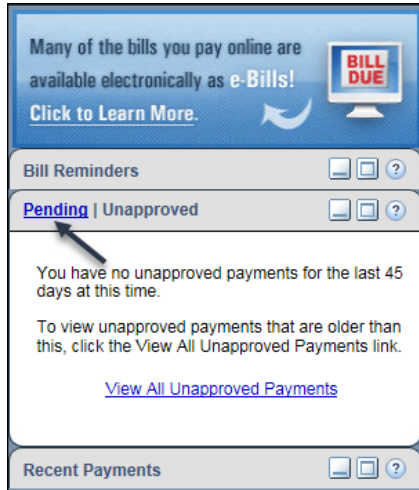 Many of the bills you pay online are
available electronically as e-Bills!
Click to Learn More.
BILL
DUE
Bill Reminders
?
Pending | Unapproved
?
You have no unapproved payments for the last 45
days at this time.
To view unapproved payments that are older than
this, click the View All Unapproved Payments link.
View All Unapproved Payments
Recent Payments
?